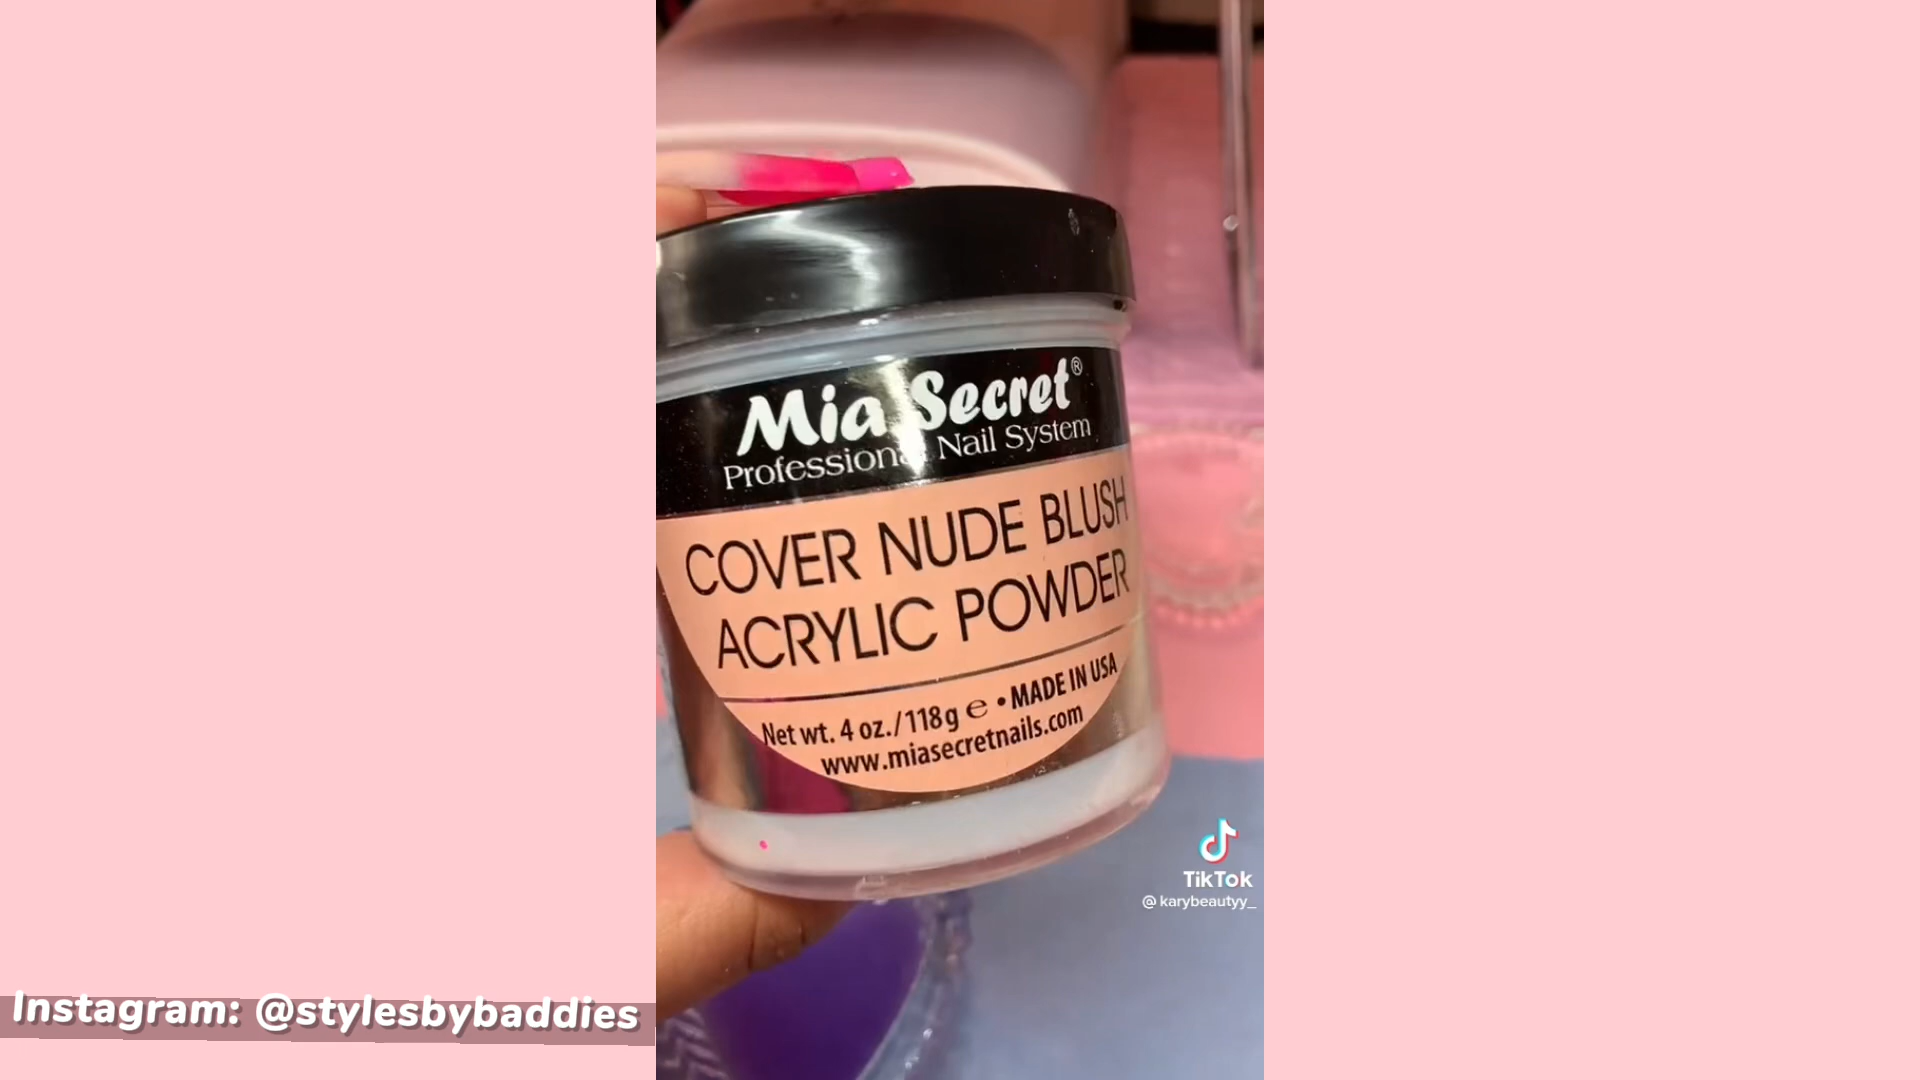 Mia Secret®
Professional Nail System
COVER NUDE BLUSH
ACRYLIC POWDER
Net wt. 4 oz./118g ℮ • MADE IN USA
www.miasecretnails.com
TikTok
@karybeautyy_
Instagram: @stylesbybaddies